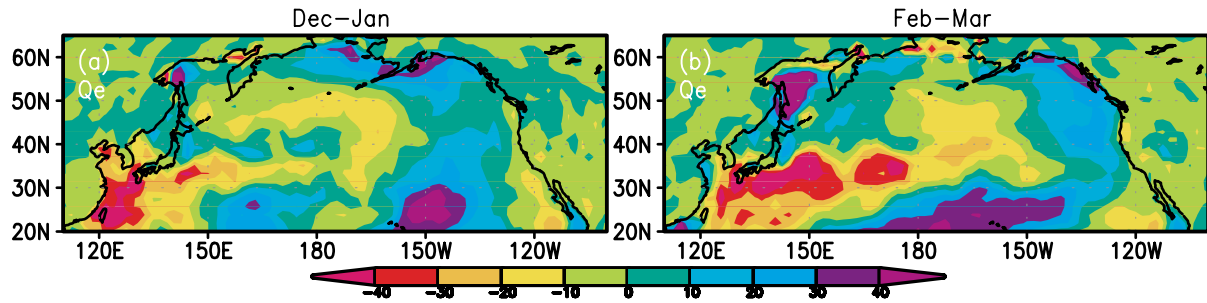 Dec-Jan Feb-Mar
60N (a) 60N (b)
Qe Qe
50N 50N
40N 40N
30N 30N
20N 20N
120E 150E 180 150W 120W 120E 150E 180 150W 120W
-40 -30 -20 -10 0 10 20 30 40